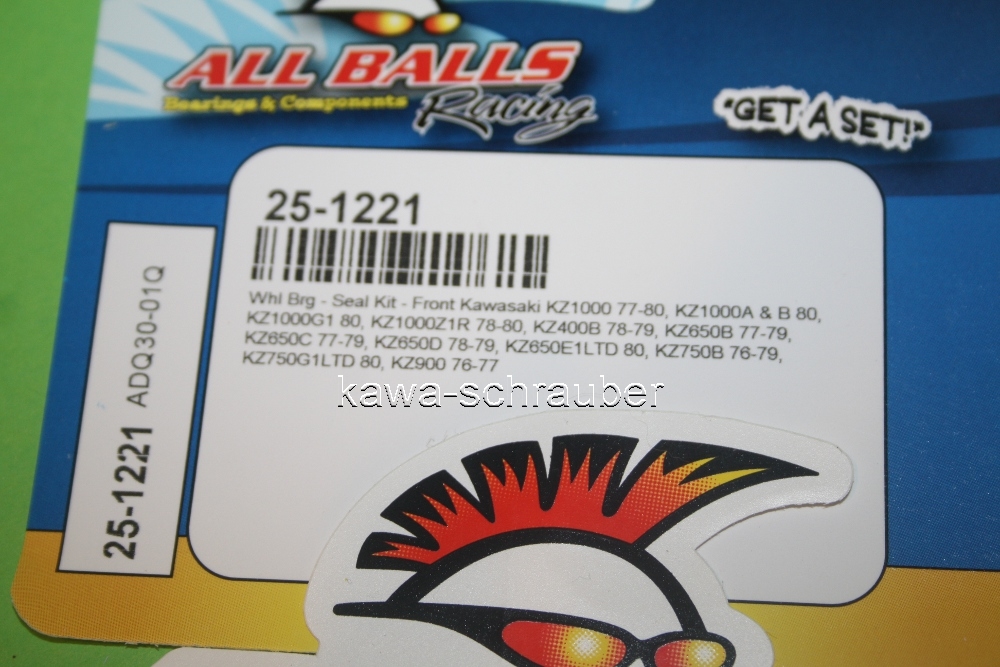 ALL BALLS
Bearings & Components
Racing
"GET A SET!"
25-1221
Whl Brg - Seal Kit - Front Kawasaki KZ1000 77-80, KZ1000A & B 80,
KZ1000G1 80, KZ1000Z1R 78-80, KZ400B 78-79, KZ650B 77-79,
KZ650C 77-79, KZ650D 78-79, KZ650E1LTD 80, KZ750B 76-79,
KZ750G1LTD 80, KZ900 76-77
kawa-schrauber
25-1221 ADQ30-01Q